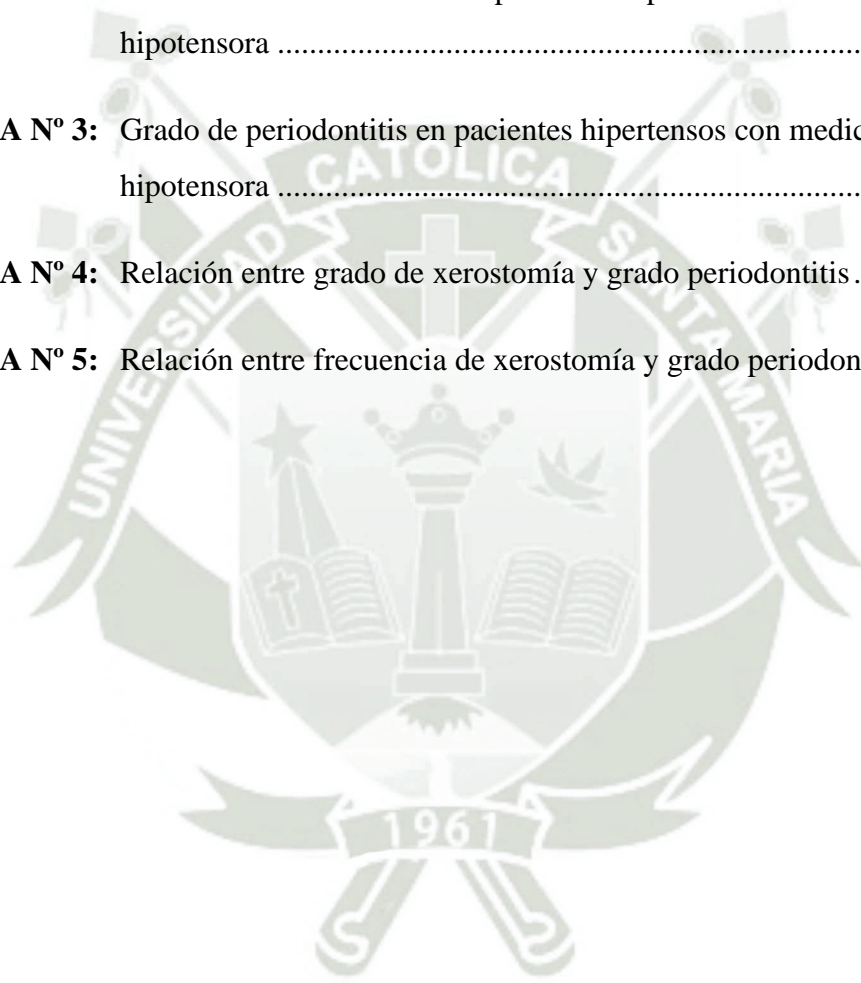 hipotensora ..........................................................................
A Nº 3: Grado de periodontitis en pacientes hipertensos con medic
hipotensora ..........................................................................
A Nº 4: Relación entre grado de xerostomía y grado periodontitis .
A Nº 5: Relación entre frecuencia de xerostomía y grado periodon
UNIVERSIDAD CATOLICA SANTA MARIA
1961